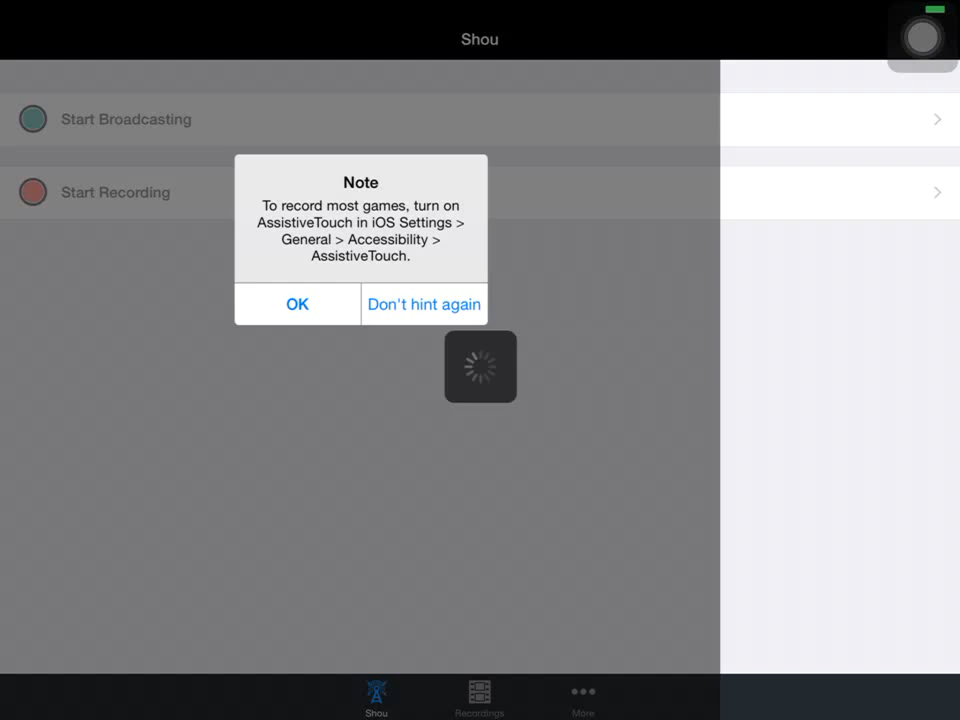 Shou
Start Broadcasting
Start Recording
Note
To record most games, turn on
AssistiveTouch in iOS Settings >
General > Accessibility >
AssistiveTouch.
OK
Don't hint again
Shou
Recordings
More